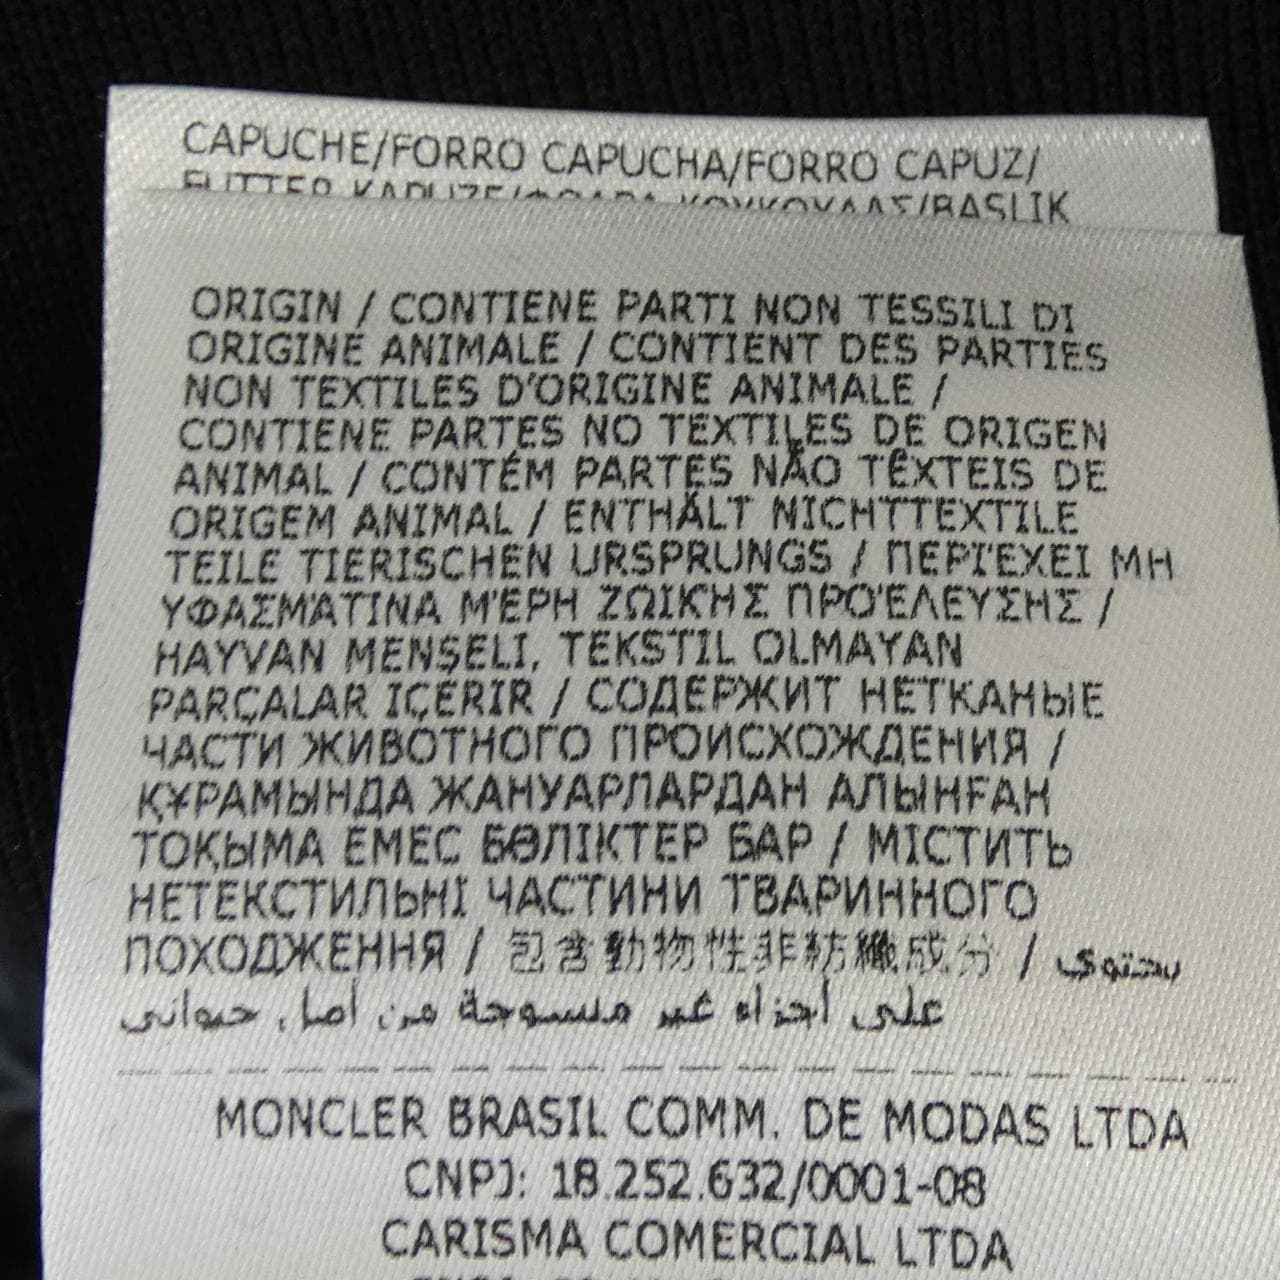 CAPUCHE/FORRO CAPUCHA/FORRO CAPUZ/
FUTTER KAPUZE/ΦΟΔΡΑ ΚΟΥΚΟΥΛΑΣ/BASLIK
ORIGIN / CONTIENE PARTI NON TESSILI DI
ORIGINE ANIMALE / CONTIENT DES PARTIES
NON TEXTILES D'ORIGINE ANIMALE /
CONTIENE PARTES NO TEXTILES DE ORIGEN
ANIMAL / CONTÉM PARTES NÃO TÊXTEIS DE
ORIGEM ANIMAL / ENTHÄLT NICHTTEXTILE
TEILE TIERISCHEN URSPRUNGS / ΠΕΡΙΈΧΕΙ ΜΗ
ΥΦΑΣΜΆΤΙΝΑ ΜΈΡΗ ΖΩΙΚΉΣ ΠΡΟΈΛΕΥΣΗΣ /
HAYVAN MENŞELI, TEKSTIL OLMAYAN
PARÇALAR IÇERIR / СОДЕРЖИТ НЕТКАНЫЕ
ЧАСТИ ЖИВОТНОГО ПРОИСХОЖДЕНИЯ /
ҚҰРАМЫНДА ЖАНУАРЛАРДАН АЛЫНҒАН
ТОҚЫМА ЕМЕС БӨЛІКТЕР БАР / МІСТИТЬ
НЕТЕКСТИЛЬНІ ЧАСТИНИ ТВАРИННОГО
ПОХОДЖЕННЯ / 包含動物性非紡織成分 / يحتوي
على أجزاء غير منسوجة من أصل حيواني
MONCLER BRASIL COMM. DE MODAS LTDA
CNPJ: 18.252.632/0001-08
CARISMA COMERCIAL LTDA